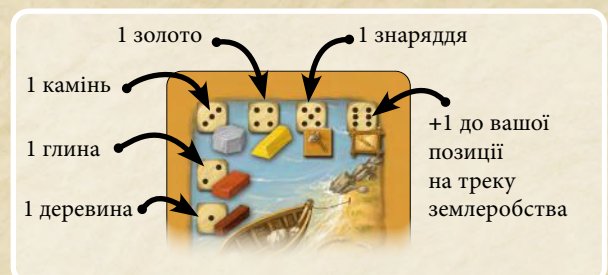 1 золото
1 знаряддя
1 камінь
1 глина
1 деревина
+1 до вашої
позиції
на треку
землеробства